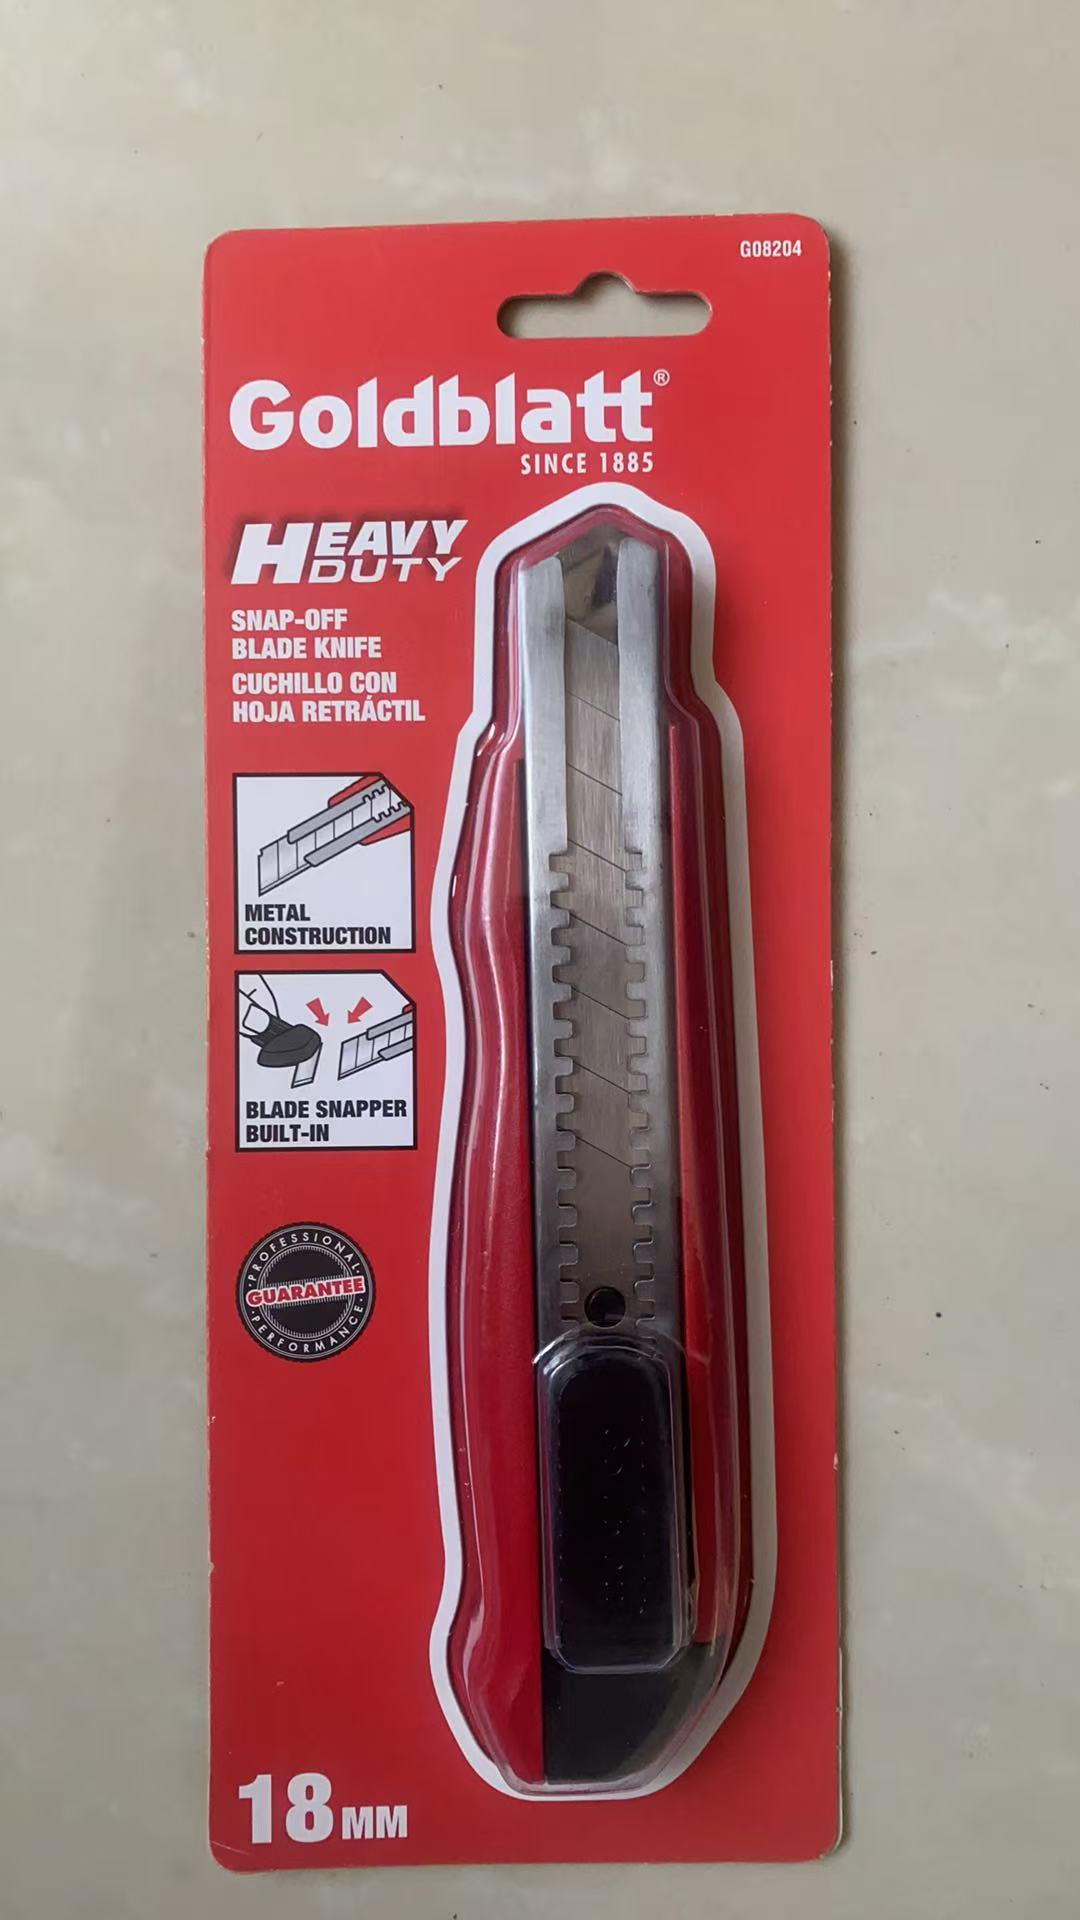 G08204
Goldblatt®
SINCE 1885
HEAVY
DUTY
SNAP-OFF
BLADE KNIFE
CUCHILLO CON
HOJA RETRÁCTIL
METAL
CONSTRUCTION
BLADE SNAPPER
BUILT-IN
PROFESSIONAL
GUARANTEE
PERFORMANCE
18MM